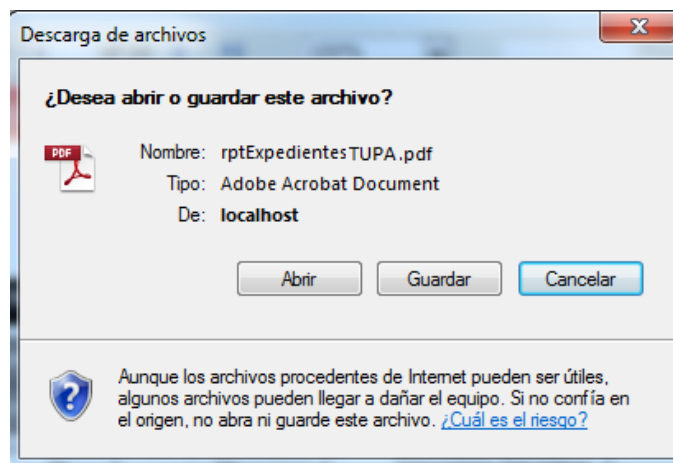 Descarga de archivos
X
¿Desea abrir o guardar este archivo?
PDF
Nombre: rptExpedientesTUPA.pdf
Tipo: Adobe Acrobat Document
De: localhost
Abrir Guardar Cancelar
Aunque los archivos procedentes de Internet pueden ser útiles,
algunos archivos pueden llegar a dañar el equipo. Si no confía en
el origen, no abra ni guarde este archivo. ¿Cuál es el riesgo?